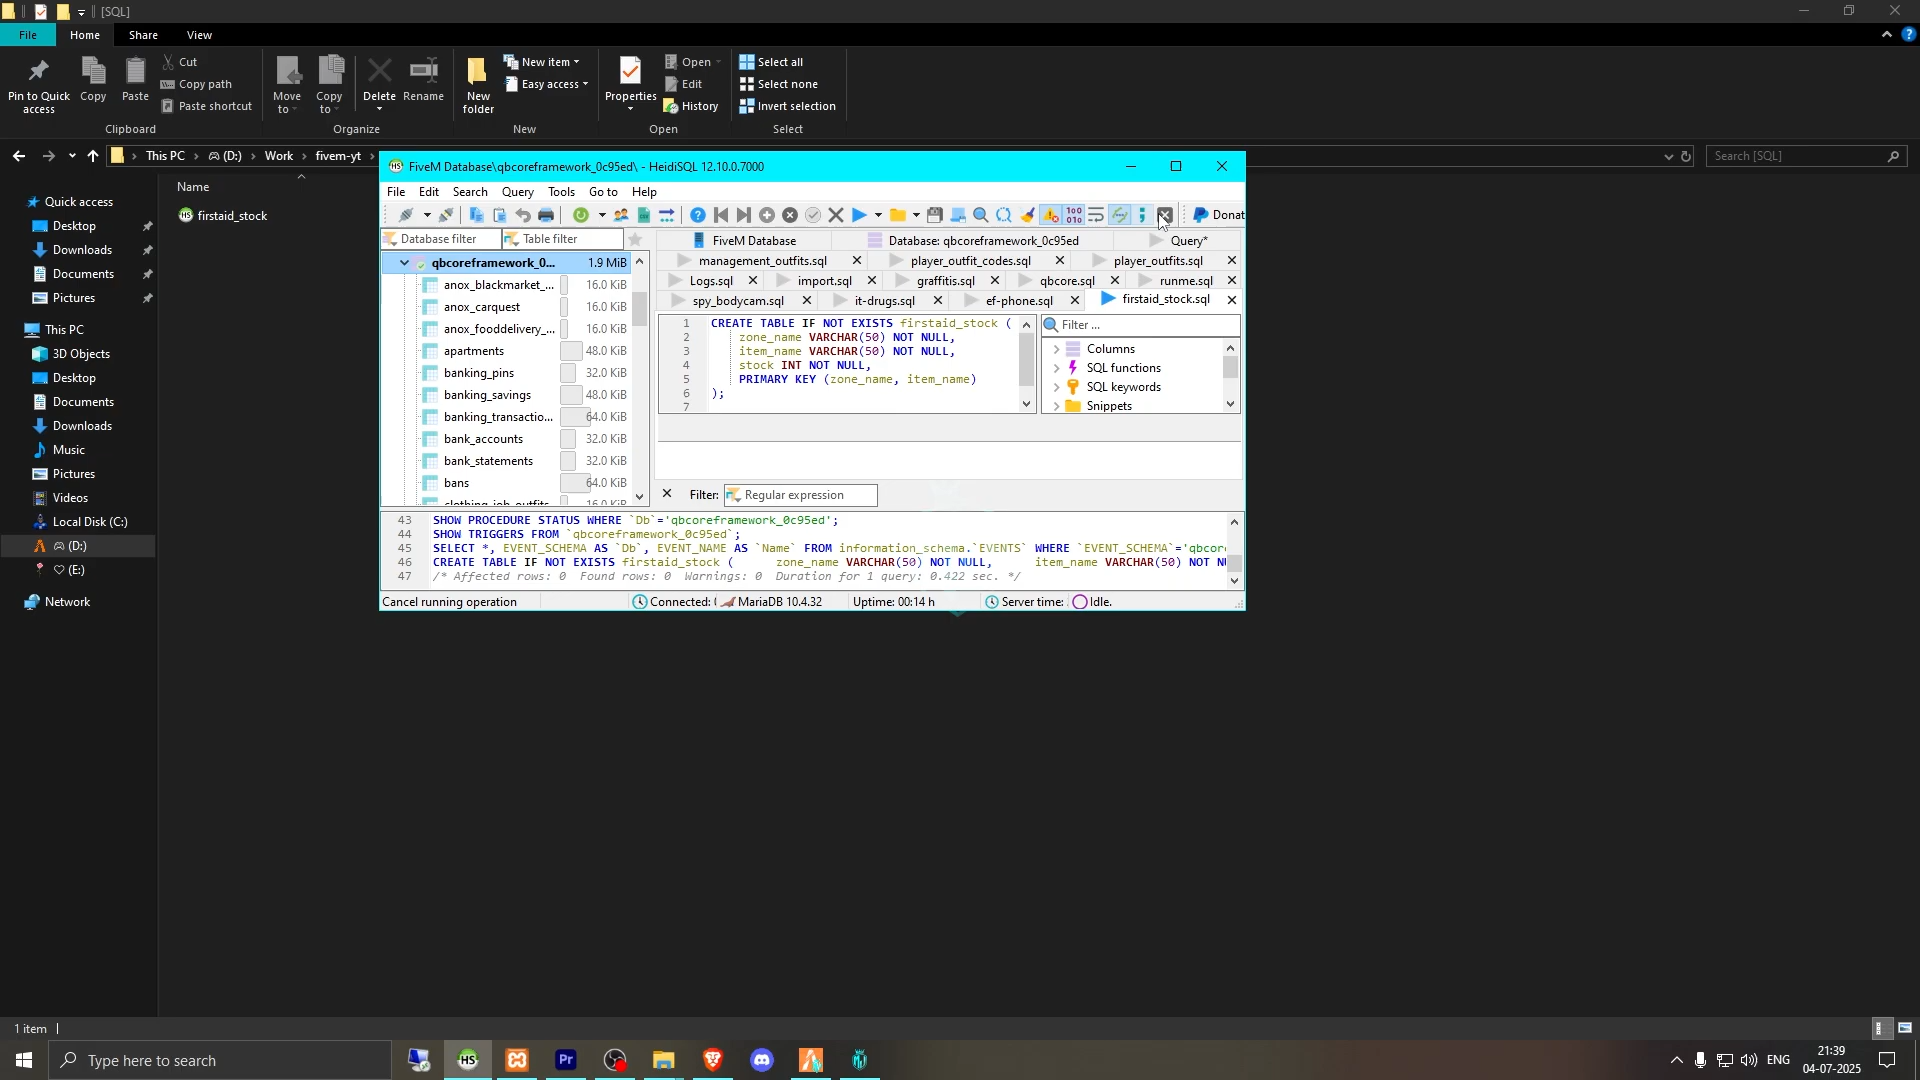 [SQL]
File Home Share View
Pin to Quick access
Copy
Paste
Cut
Copy path
Paste shortcut
Clipboard
Move to
Copy to
Delete
Rename
Organize
New folder
New item
Easy access
New
Properties
Open
Edit
History
Open
Select all
Select none
Invert selection
Select
This PC > (D:) > Work > fivem-yt >
Search [SQL]
Name
firstaid_stock
Quick access
Desktop
Downloads
Documents
Pictures
This PC
3D Objects
Desktop
Documents
Downloads
Music
Pictures
Videos
Local Disk (C:)
(D:)
(E:)
Network
FiveM Database\qbcoreframework_0c95ed\ - HeidiSQL 12.10.0.7000
File Edit Search Query Tools Go to Help
Donat
Database filter Table filter
qbcoreframework_0... 1.9 MiB
anox_blackmarket_... 16.0 KiB
anox_carquest 16.0 KiB
anox_fooddelivery_... 16.0 KiB
apartments 48.0 KiB
banking_pins 32.0 KiB
banking_savings 48.0 KiB
banking_transactio... 64.0 KiB
bank_accounts 32.0 KiB
bank_statements 32.0 KiB
bans 64.0 KiB
clothing_job_outfits 16.0 KiB
FiveM Database Database: qbcoreframework_0c95ed Query*
management_outfits.sql player_outfit_codes.sql player_outfits.sql
Logs.sql import.sql graffitis.sql qbcore.sql runme.sql
spy_bodycam.sql it-drugs.sql ef-phone.sql firstaid_stock.sql
1 CREATE TABLE IF NOT EXISTS firstaid_stock (
2 zone_name VARCHAR(50) NOT NULL,
3 item_name VARCHAR(50) NOT NULL,
4 stock INT NOT NULL,
5 PRIMARY KEY (zone_name, item_name)
6 );
7
Filter ...
Columns
SQL functions
SQL keywords
Snippets
Filter: Regular expression
43 SHOW PROCEDURE STATUS WHERE `Db`='qbcoreframework_0c95ed';
44 SHOW TRIGGERS FROM `qbcoreframework_0c95ed`;
45 SELECT *, EVENT_SCHEMA AS `Db`, EVENT_NAME AS `Name` FROM information_schema.`EVENTS` WHERE `EVENT_SCHEMA`='qbcor
46 CREATE TABLE IF NOT EXISTS firstaid_stock ( zone_name VARCHAR(50) NOT NULL, item_name VARCHAR(50) NOT NU
47 /* Affected rows: 0 Found rows: 0 Warnings: 0 Duration for 1 query: 0.422 sec. */
Cancel running operation Connected: ( MariaDB 10.4.32 Uptime: 00:14 h Server time: Idle.
1 item
Type here to search
ENG
21:39
04-07-2025